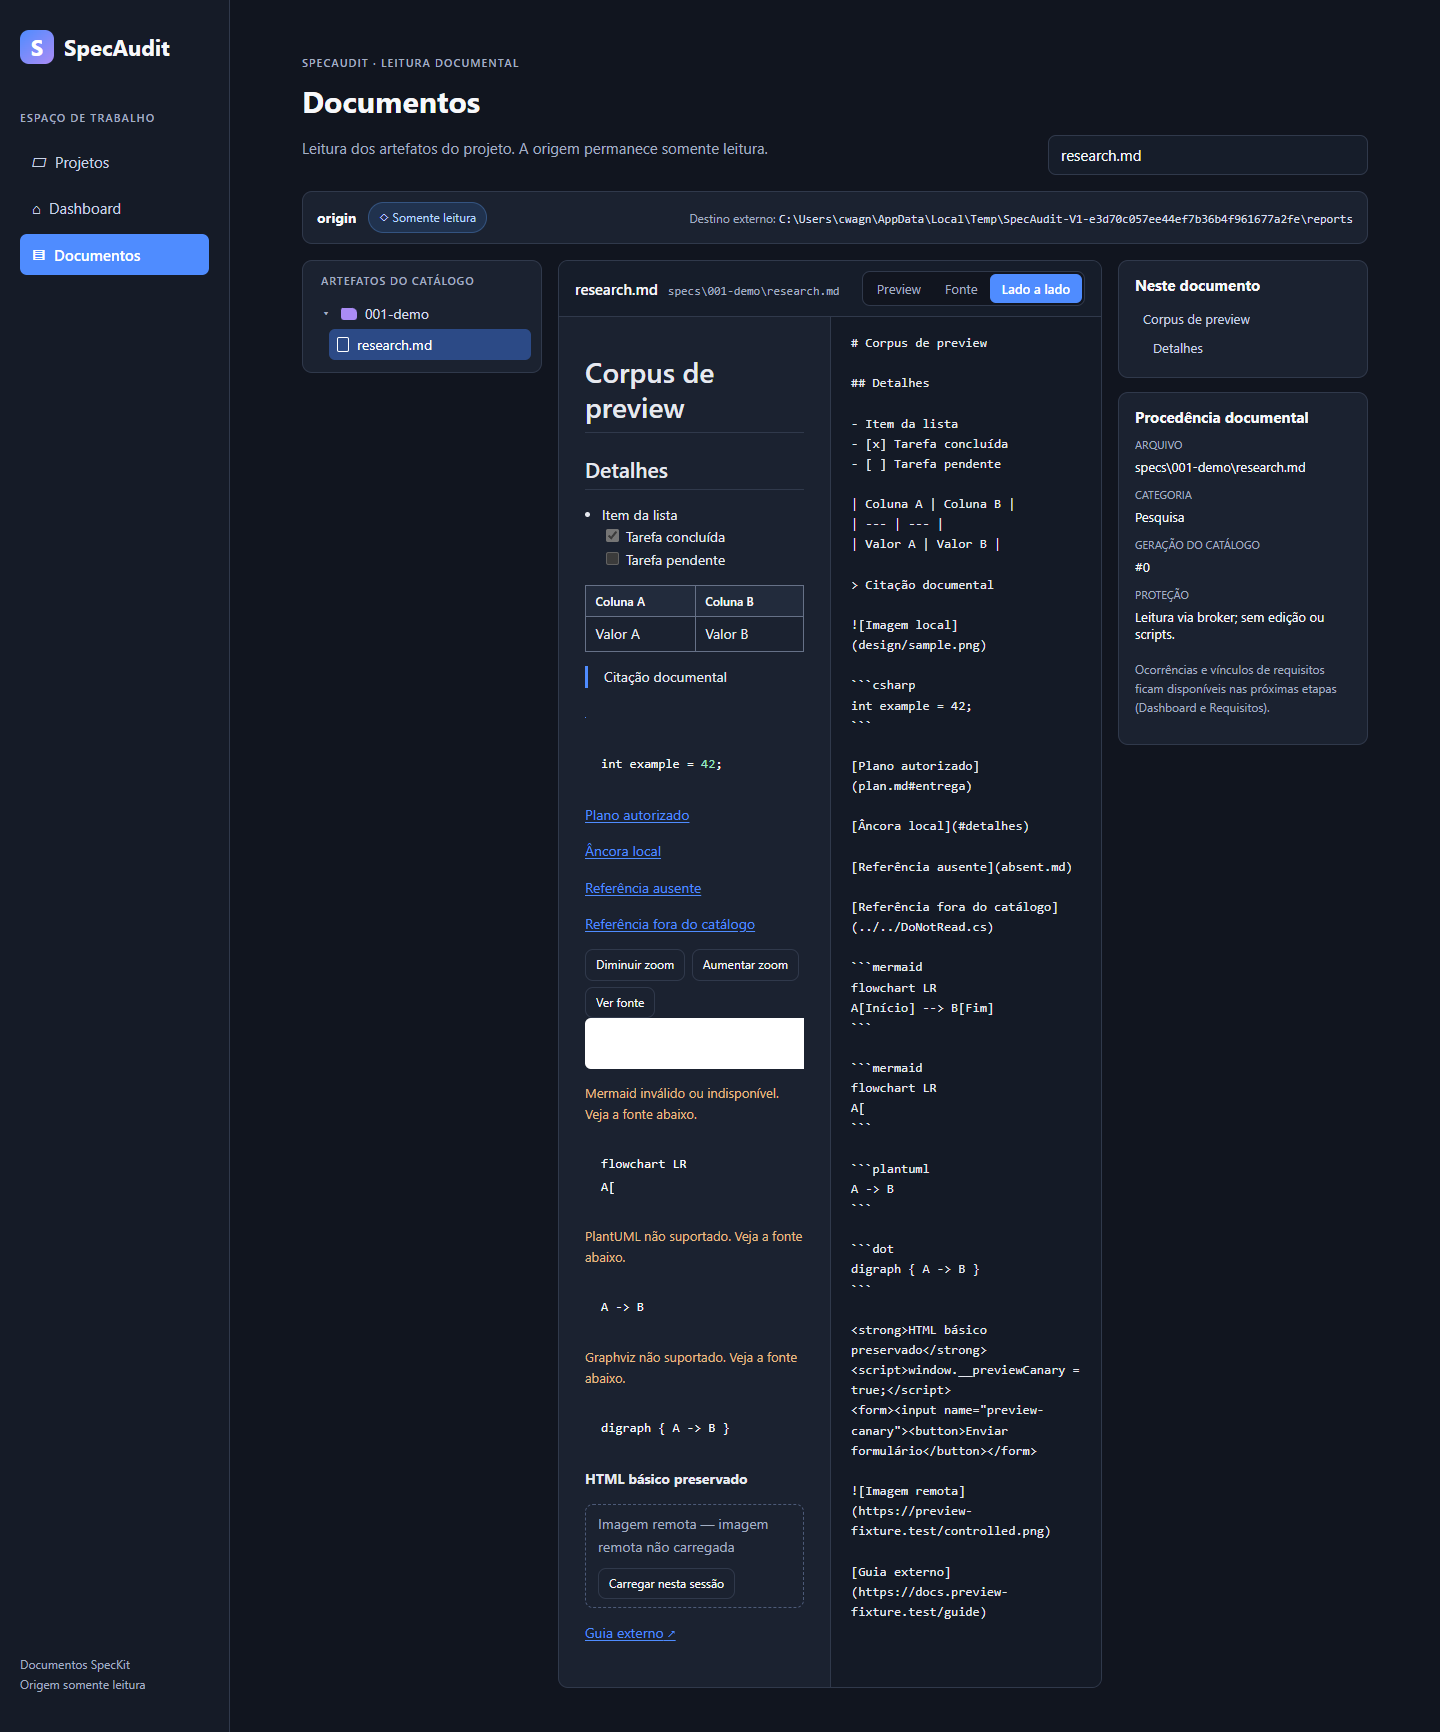 S SpecAudit
ESPAÇO DE TRABALHO
Projetos
Dashboard
Documentos
Documentos SpecKit
Origem somente leitura
SPECAUDIT · LEITURA DOCUMENTAL
Documentos
Leitura dos artefatos do projeto. A origem permanece somente leitura.
research.md
origin
Somente leitura
Destino externo: C:\Users\cwagn\AppData\Local\Temp\SpecAudit-V1-e3d70c057ee44ef7b36b4f961677a2fe\reports
ARTEFATOS DO CATÁLOGO
001-demo
research.md
research.md specs\001-demo\research.md
Preview Fonte Lado a lado
Corpus de
preview
Detalhes
Item da lista
Tarefa concluída
Tarefa pendente
Coluna A Coluna B
Valor A Valor B
Citação documental
int example = 42;
Plano autorizado
Âncora local
Referência ausente
Referência fora do catálogo
Diminuir zoom Aumentar zoom
Ver fonte
Mermaid inválido ou indisponível.
Veja a fonte abaixo.
flowchart LR
A[
PlantUML não suportado. Veja a fonte
abaixo.
A -> B
Graphviz não suportado. Veja a fonte
abaixo.
digraph { A -> B }
HTML básico preservado
Imagem remota — imagem
remota não carregada
Carregar nesta sessão
Guia externo ↗
# Corpus de preview
## Detalhes
- Item da lista
- [x] Tarefa concluída
- [ ] Tarefa pendente
| Coluna A | Coluna B |
| --- | --- |
| Valor A | Valor B |
> Citação documental
![Imagem local]
(design/sample.png)
```csharp
int example = 42;
```
[Plano autorizado]
(plan.md#entrega)
[Âncora local](#detalhes)
[Referência ausente](absent.md)
[Referência fora do catálogo]
(../../DoNotRead.cs)
```mermaid
flowchart LR
A[Início] --> B[Fim]
```
```mermaid
flowchart LR
A[
```
```plantuml
A -> B
```
```dot
digraph { A -> B }
```
<strong>HTML básico
preservado</strong>
<script>window.__previewCanary =
true;</script>
<form><input name="preview-
canary"><button>Enviar
formulário</button></form>
![Imagem remota]
(https://preview-
fixture.test/controlled.png)
[Guia externo]
(https://docs.preview-
fixture.test/guide)
Neste documento
Corpus de preview
Detalhes
Procedência documental
ARQUIVO
specs\001-demo\research.md
CATEGORIA
Pesquisa
GERAÇÃO DO CATÁLOGO
#0
PROTEÇÃO
Leitura via broker; sem edição ou
scripts.
Ocorrências e vínculos de requisitos
ficam disponíveis nas próximas etapas
(Dashboard e Requisitos).